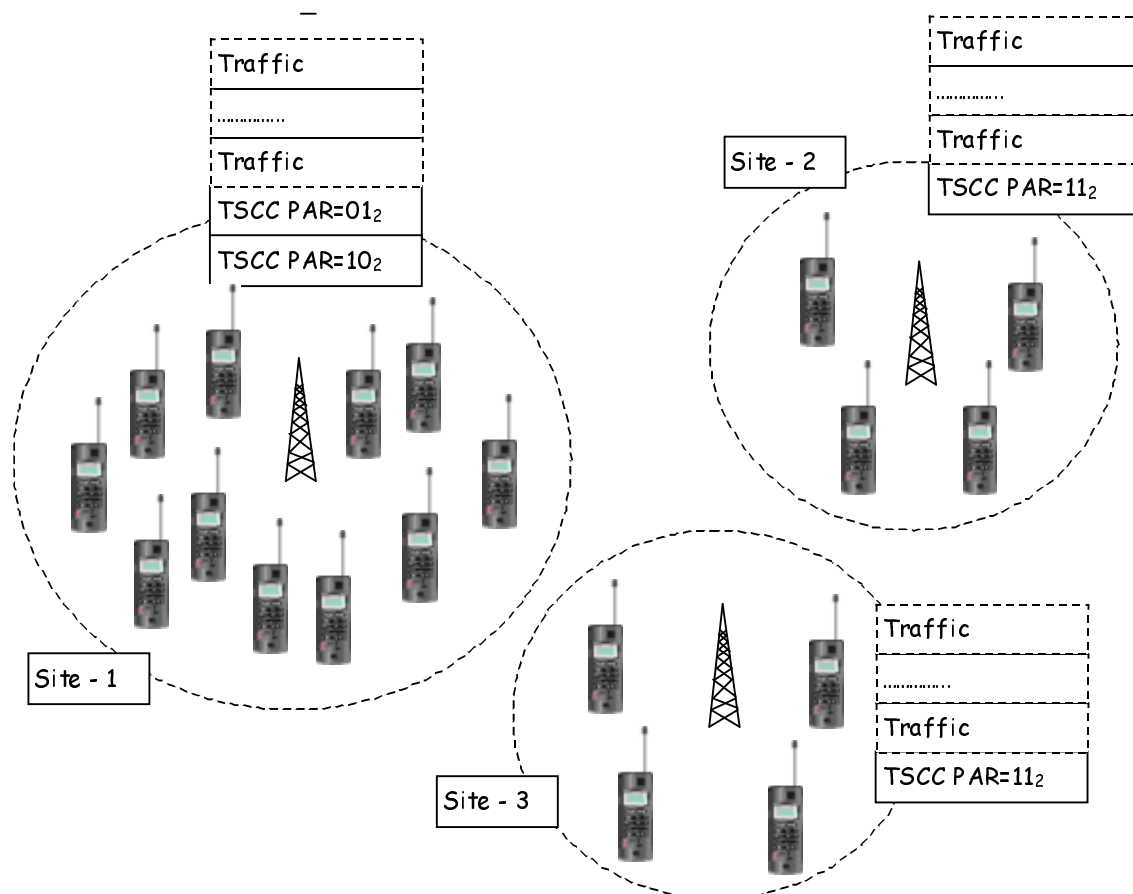 Traffic
................
Traffic
TSCC PAR=01₂
TSCC PAR=10₂
Site - 1
Traffic
................
Traffic
TSCC PAR=11₂
Site - 2
Traffic
................
Traffic
TSCC PAR=11₂
Site - 3